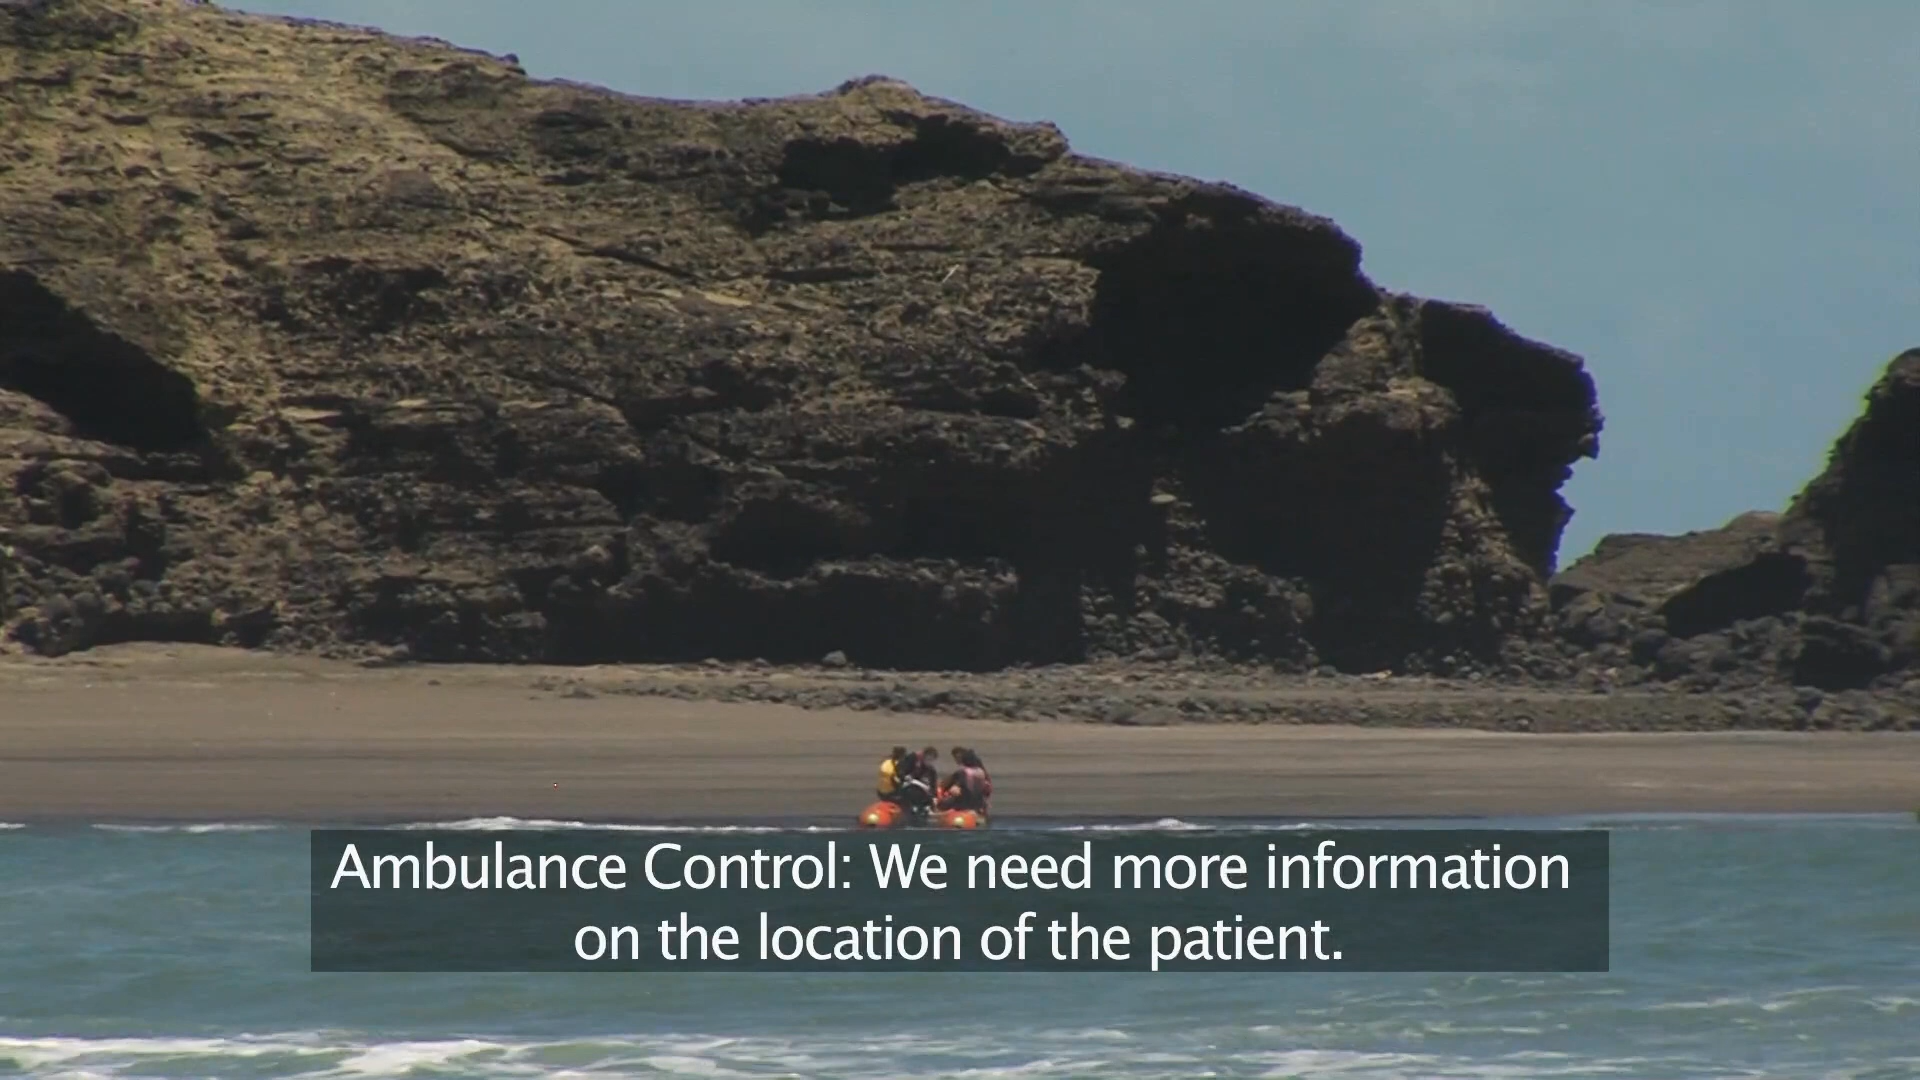 Ambulance Control: We need more information
on the location of the patient.